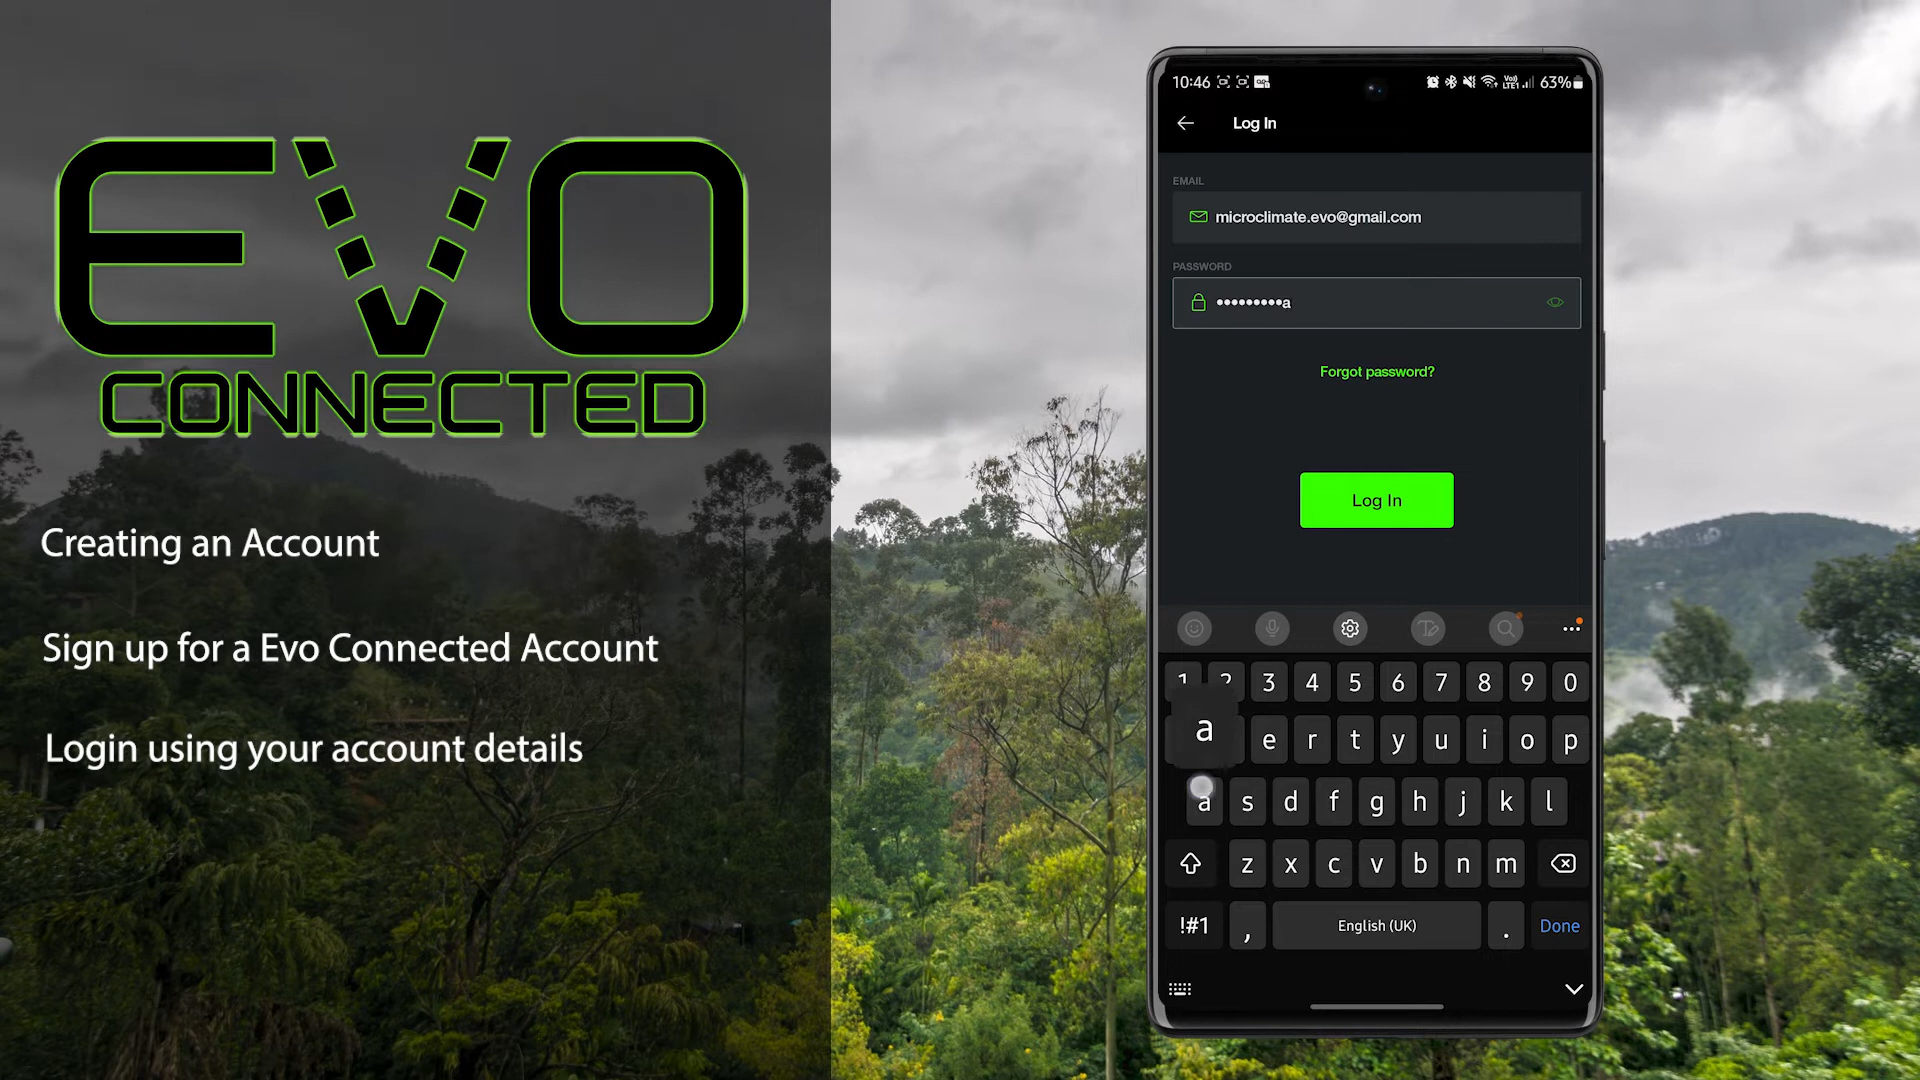 EVO
CONNECTED
Creating an Account
Sign up for a Evo Connected Account
Login using your account details
10:46
63%
Log In
EMAIL
microclimate.evo@gmail.com
PASSWORD
•••••••••a
Forgot password?
Log In
1 2 3 4 5 6 7 8 9 0
a
e r t y u i o p
a s d f g h j k l
z x c v b n m
!#1 , English (UK) . Done